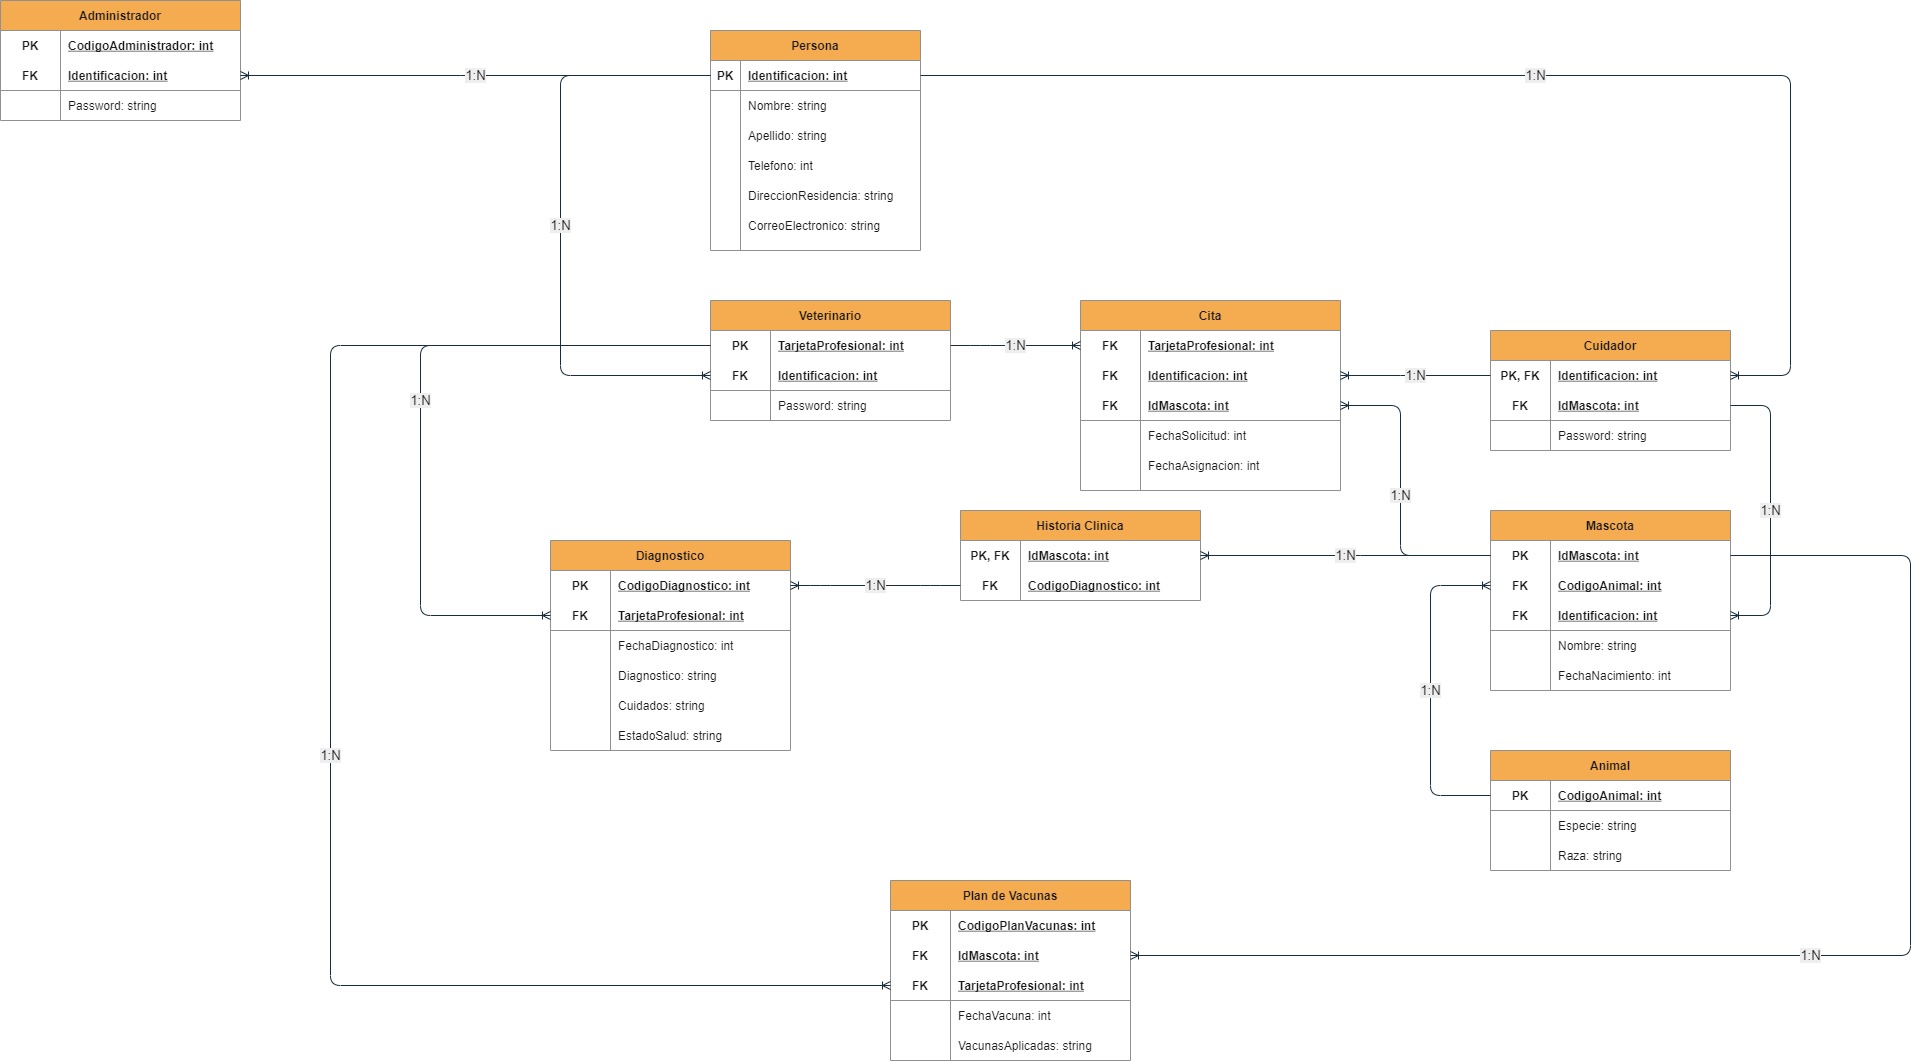 Administrador
PK CodigoAdministrador: int
FK Identificacion: int
Password: string
1:N
Persona
PK Identificacion: int
Nombre: string
Apellido: string
Telefono: int
DireccionResidencia: string
CorreoElectronico: string
1:N
1:N
Veterinario
PK TarjetaProfesional: int
FK Identificacion: int
Password: string
1:N
Cita
FK TarjetaProfesional: int
FK Identificacion: int
FK IdMascota: int
FechaSolicitud: int
FechaAsignacion: int
1:N
Cuidador
PK, FK Identificacion: int
FK IdMascota: int
Password: string
1:N
1:N
1:N
Diagnostico
PK CodigoDiagnostico: int
FK TarjetaProfesional: int
FechaDiagnostico: int
Diagnostico: string
Cuidados: string
EstadoSalud: string
1:N
Historia Clinica
PK, FK IdMascota: int
FK CodigoDiagnostico: int
1:N
Mascota
PK IdMascota: int
FK CodigoAnimal: int
FK Identificacion: int
Nombre: string
FechaNacimiento: int
1:N
1:N
Animal
PK CodigoAnimal: int
Especie: string
Raza: string
Plan de Vacunas
PK CodigoPlanVacunas: int
FK IdMascota: int
FK TarjetaProfesional: int
FechaVacuna: int
VacunasAplicadas: string
1:N